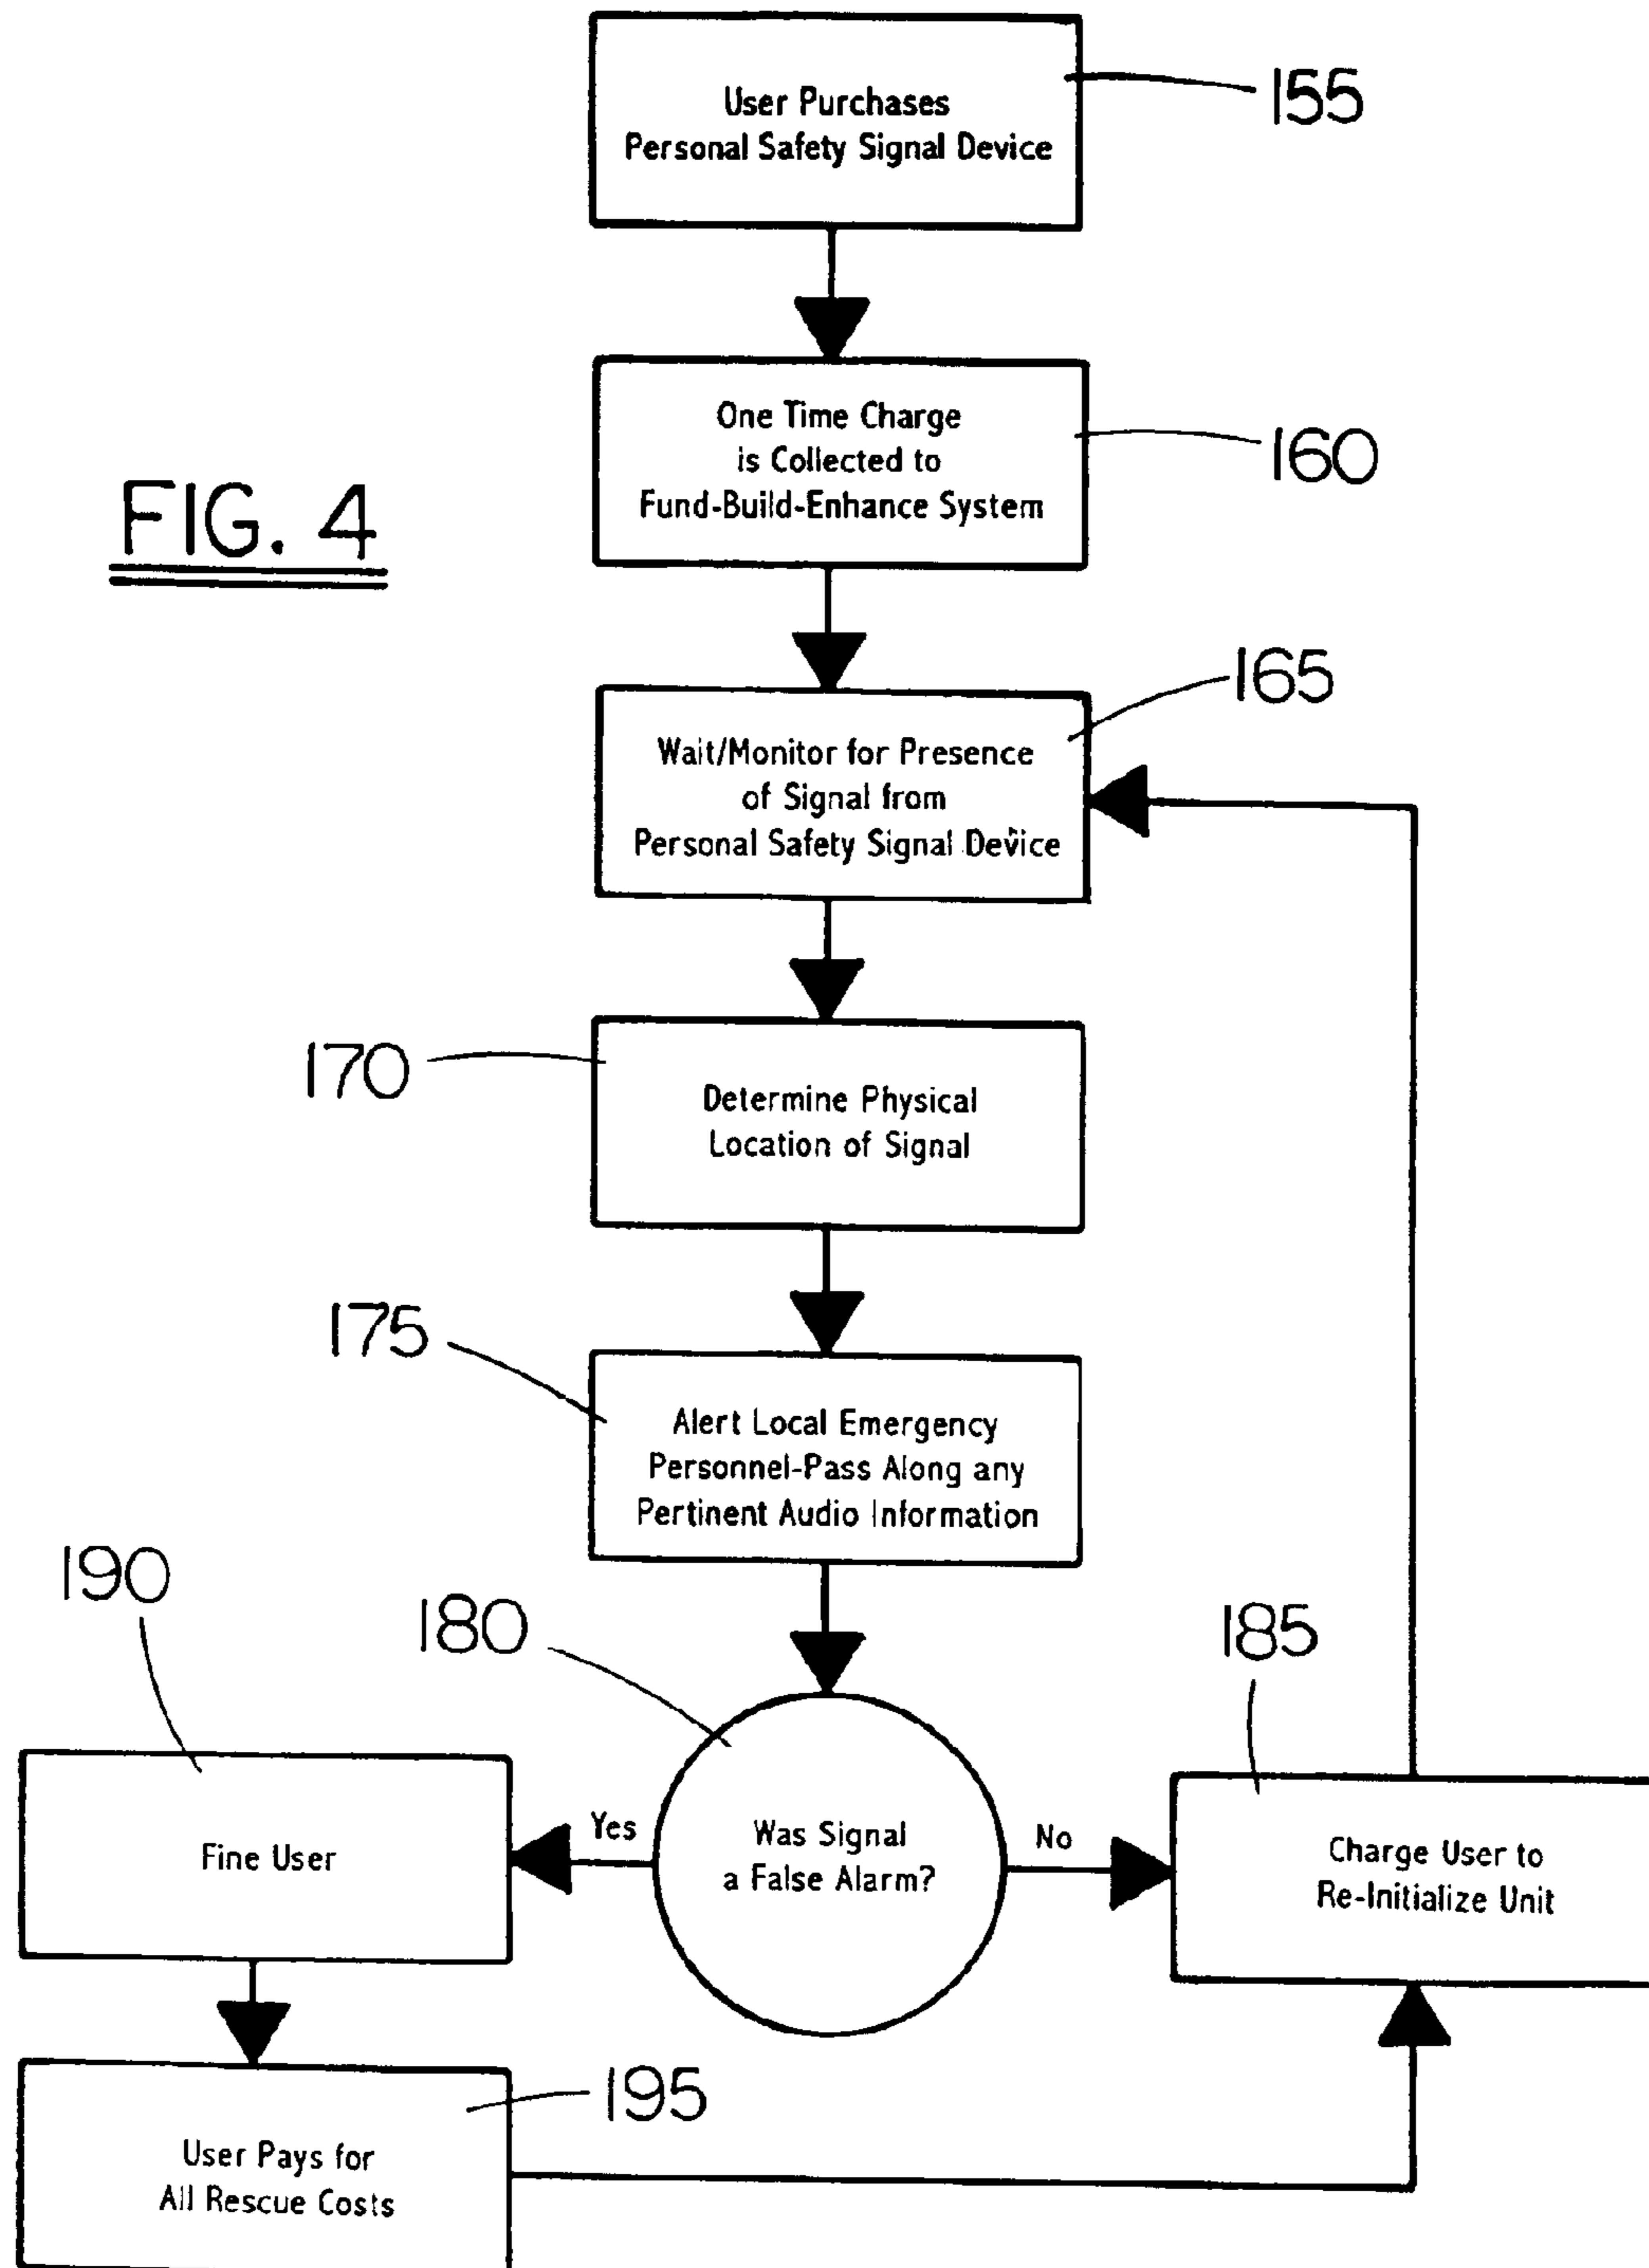 User Purchases
Personal Safety Signal Device
155
One Time Charge
is Collected to
Fund-Build-Enhance System
160
FIG. 4
165
Wait/Monitor for Presence
of Signal from
Personal Safety Signal Device
170
Determine Physical
Location of Signal
175
Alert Local Emergency
Personnel-Pass Along any
Pertinent Audio Information
190
180
185
Yes
No
Fine User
Was Signal
a False Alarm?
Charge User to
Re-Initialize Unit
195
User Pays for
All Rescue Costs